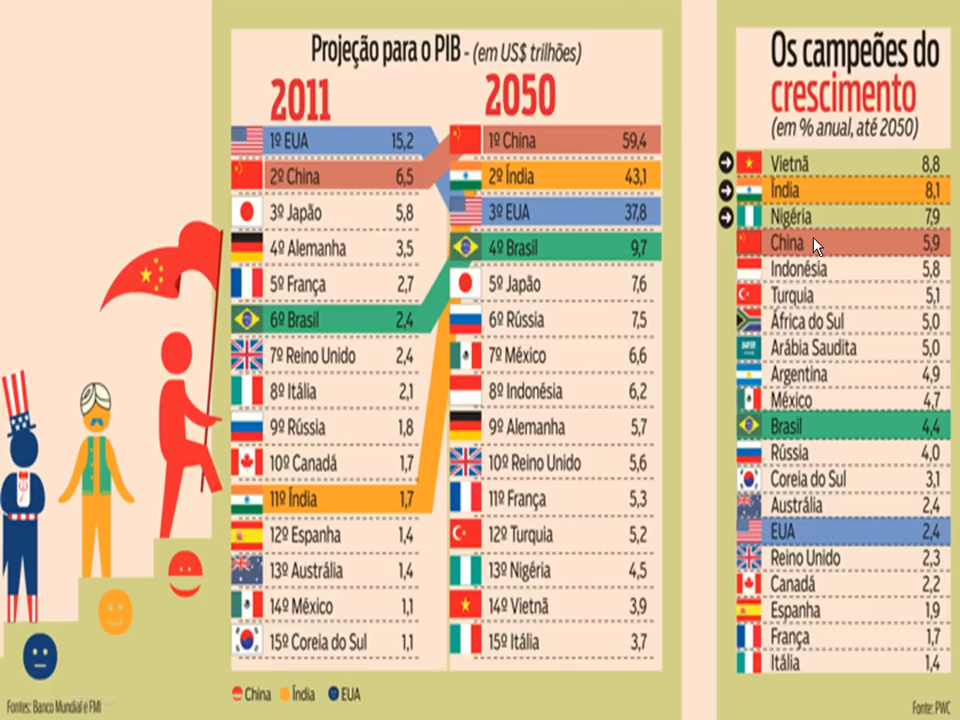 Projeção para o PIB - (em US$ trilhões)
2011
1º EUA 15,2
2º China 6,5
3º Japão 5,8
4º Alemanha 3,5
5º França 2,7
6º Brasil 2,4
7º Reino Unido 2,4
8º Itália 2,1
9º Rússia 1,8
10º Canadá 1,7
11º Índia 1,7
12º Espanha 1,4
13º Austrália 1,4
14º México 1,1
15º Coreia do Sul 1,1
2050
1º China 59,4
2º Índia 43,1
3º EUA 37,8
4º Brasil 9,7
5º Japão 7,6
6º Rússia 7,5
7º México 6,6
8º Indonésia 6,2
9º Alemanha 5,7
10º Reino Unido 5,6
11º França 5,3
12º Turquia 5,2
13º Nigéria 4,5
14º Vietnã 3,9
15º Itália 3,7
China Índia EUA
Fontes: Banco Mundial e FMI
Os campeões do
crescimento
(em % anual, até 2050)
Vietnã 8,8
Índia 8,1
Nigéria 7,9
China 5,9
Indonésia 5,8
Turquia 5,1
África do Sul 5,0
Arábia Saudita 5,0
Argentina 4,9
México 4,7
Brasil 4,4
Rússia 4,0
Coreia do Sul 3,1
Austrália 2,4
EUA 2,4
Reino Unido 2,3
Canadá 2,2
Espanha 1,9
França 1,7
Itália 1,4
Fonte: PWC